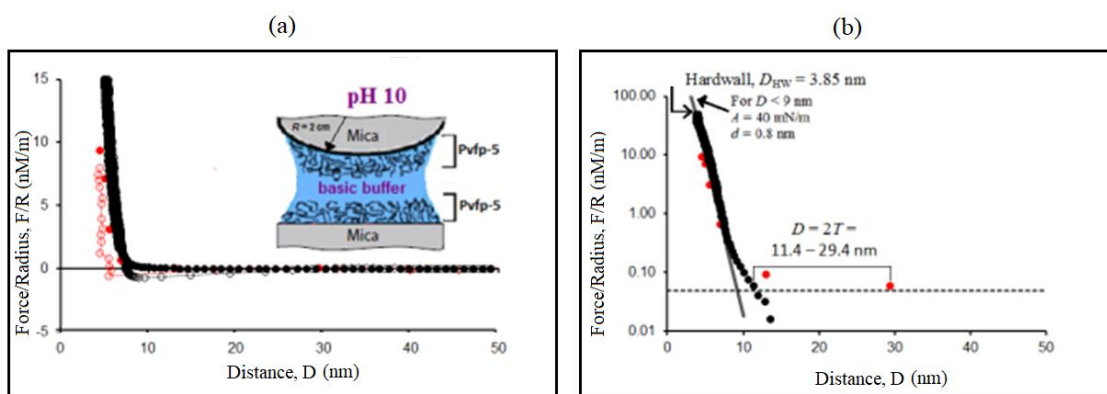 (a)
(b)
Force/Radius, F/R (nM/m)
15
10
5
0
-5
0
10
20
30
40
50
Distance, D (nm)
pH 10
R = 2 cm
Mica
Pvfp-5
basic buffer
Pvfp-5
Mica
Force/Radius, F/R (nM/m)
100.00
10.00
1.00
0.10
0.01
0
10
20
30
40
50
Distance, D (nm)
Hardwall, D_HW = 3.85 nm
For D < 9 nm
A = 40 mN/m
d = 0.8 nm
D = 2T =
11.4 – 29.4 nm